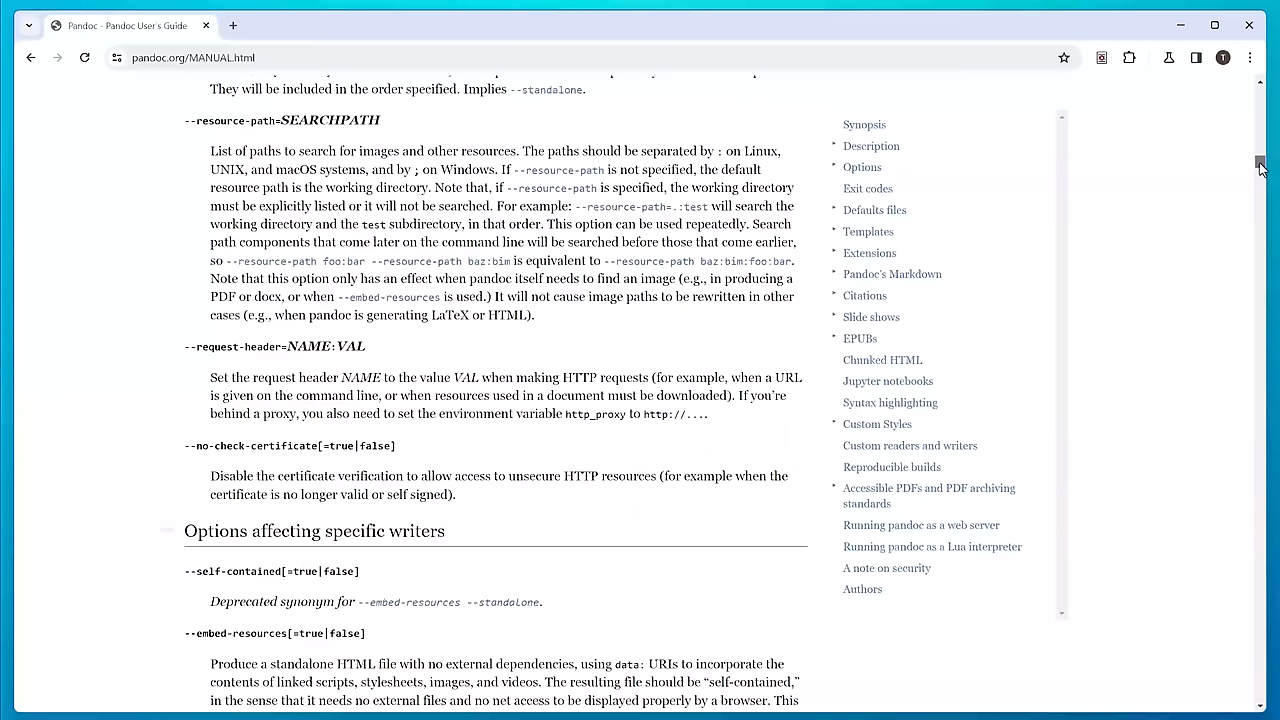 Pandoc - Pandoc User's Guide
pandoc.org/MANUAL.html
T
They will be included in the order specified. Implies --standalone.
--resource-path=SEARCHPATH
List of paths to search for images and other resources. The paths should be separated by : on Linux,
UNIX, and macOS systems, and by ; on Windows. If --resource-path is not specified, the default
resource path is the working directory. Note that, if --resource-path is specified, the working directory
must be explicitly listed or it will not be searched. For example: --resource-path=.:test will search the
working directory and the test subdirectory, in that order. This option can be used repeatedly. Search
path components that come later on the command line will be searched before those that come earlier,
so --resource-path foo:bar --resource-path baz:bim is equivalent to --resource-path baz:bim:foo:bar.
Note that this option only has an effect when pandoc itself needs to find an image (e.g., in producing a
PDF or docx, or when --embed-resources is used.) It will not cause image paths to be rewritten in other
cases (e.g., when pandoc is generating LaTeX or HTML).
--request-header=NAME:VAL
Set the request header NAME to the value VAL when making HTTP requests (for example, when a URL
is given on the command line, or when resources used in a document must be downloaded). If you're
behind a proxy, you also need to set the environment variable http_proxy to http://....
--no-check-certificate[=true|false]
Disable the certificate verification to allow access to unsecure HTTP resources (for example when the
certificate is no longer valid or self signed).
Options affecting specific writers
--self-contained[=true|false]
Deprecated synonym for --embed-resources --standalone.
--embed-resources[=true|false]
Produce a standalone HTML file with no external dependencies, using data: URIs to incorporate the
contents of linked scripts, stylesheets, images, and videos. The resulting file should be “self-contained,”
in the sense that it needs no external files and no net access to be displayed properly by a browser. This
Synopsis
Description
Options
Exit codes
Defaults files
Templates
Extensions
Pandoc's Markdown
Citations
Slide shows
EPUBs
Chunked HTML
Jupyter notebooks
Syntax highlighting
Custom Styles
Custom readers and writers
Reproducible builds
Accessible PDFs and PDF archiving
standards
Running pandoc as a web server
Running pandoc as a Lua interpreter
A note on security
Authors